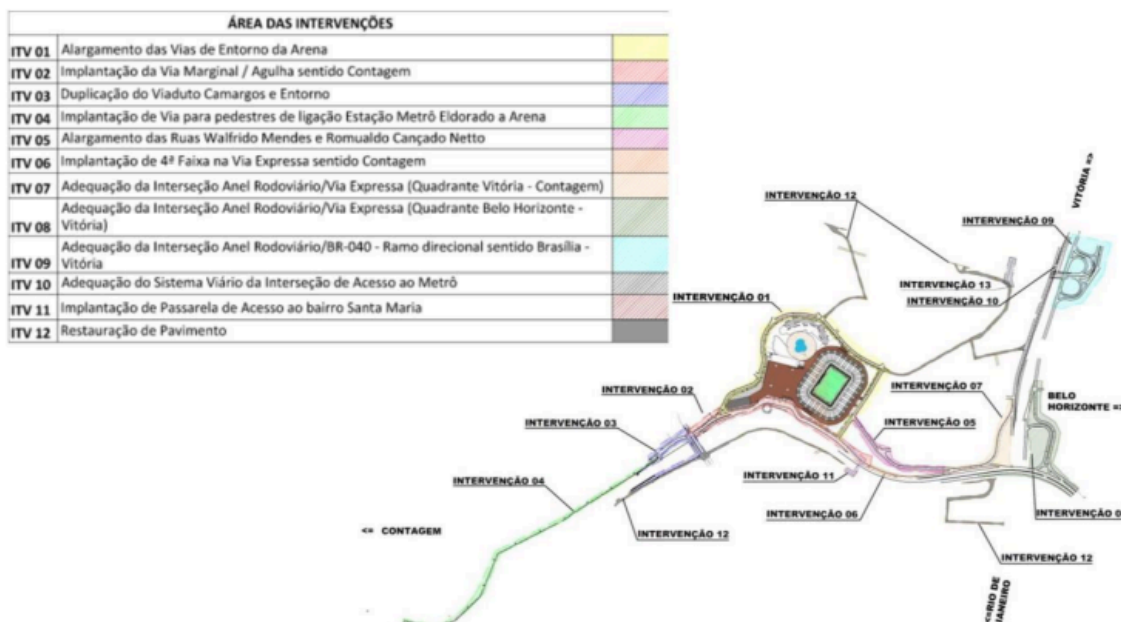 ÁREA DAS INTERVENÇÕES
ITV 01 Alargamento das Vias de Entorno da Arena
ITV 02 Implantação da Via Marginal / Agulha sentido Contagem
ITV 03 Duplicação do Viaduto Camargos e Entorno
ITV 04 Implantação de Via para pedestres de ligação Estação Metrô Eldorado a Arena
ITV 05 Alargamento das Ruas Walfrido Mendes e Romualdo Cançado Netto
ITV 06 Implantação de 4ª Faixa na Via Expressa sentido Contagem
ITV 07 Adequação da Interseção Anel Rodoviário/Via Expressa (Quadrante Vitória - Contagem)
ITV 08 Adequação da Interseção Anel Rodoviário/Via Expressa (Quadrante Belo Horizonte -
Vitória)
ITV 09 Adequação da Interseção Anel Rodoviário/BR-040 - Ramo direcional sentido Brasília -
Vitória
ITV 10 Adequação do Sistema Viário da Interseção de Acesso ao Metrô
ITV 11 Implantação de Passarela de Acesso ao bairro Santa Maria
ITV 12 Restauração de Pavimento
VITÓRIA =>
INTERVENÇÃO 12
INTERVENÇÃO 09
INTERVENÇÃO 13
INTERVENÇÃO 10
INTERVENÇÃO 01
INTERVENÇÃO 02
INTERVENÇÃO 07
BELO
HORIZONTE =>
INTERVENÇÃO 03
INTERVENÇÃO 05
INTERVENÇÃO 04
INTERVENÇÃO 11
INTERVENÇÃO 06
INTERVENÇÃO 0
<= CONTAGEM
INTERVENÇÃO 12
INTERVENÇÃO 12
<=RIO DE
JANEIRO